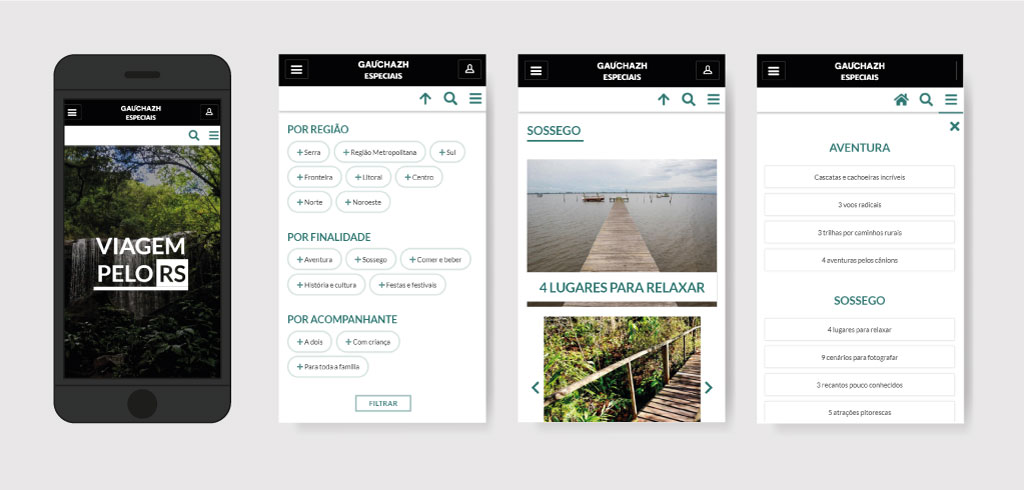 GAÚCHAZH
ESPECIAIS
VIAGEM
PELO RS
GAÚCHAZH
ESPECIAIS
POR REGIÃO
+ Serra + Região Metropolitana + Sul
+ Fronteira + Litoral + Centro
+ Norte + Noroeste
POR FINALIDADE
+ Aventura + Sossego + Comer e beber
+ História e cultura + Festas e festivais
POR ACOMPANHANTE
+ A dois + Com criança
+ Para toda a família
FILTRAR
GAÚCHAZH
ESPECIAIS
SOSSEGO
4 LUGARES PARA RELAXAR
GAÚCHAZH
ESPECIAIS
AVENTURA
Cascatas e cachoeiras incríveis
3 voos radicais
3 trilhas por caminhos rurais
4 aventuras pelos cânions
SOSSEGO
4 lugares para relaxar
9 cenários para fotografar
3 recantos pouco conhecidos
5 atrações pitorescas